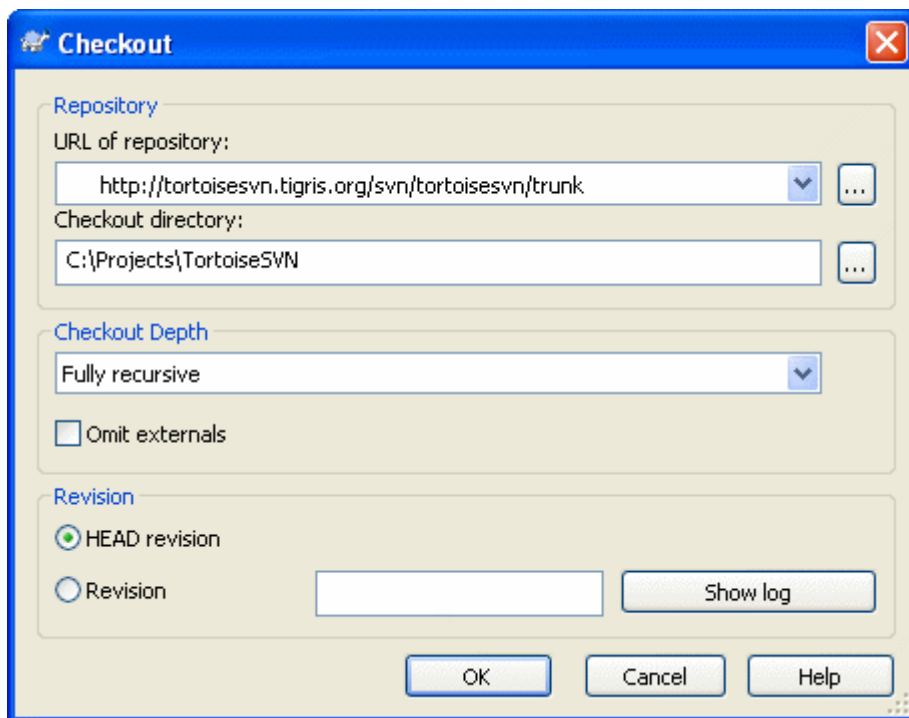 Checkout
Repository
URL of repository:
http://tortoisesvn.tigris.org/svn/tortoisesvn/trunk
...
Checkout directory:
C:\Projects\TortoiseSVN
...
Checkout Depth
Fully recursive
Omit externals
Revision
HEAD revision
Revision
Show log
OK Cancel Help